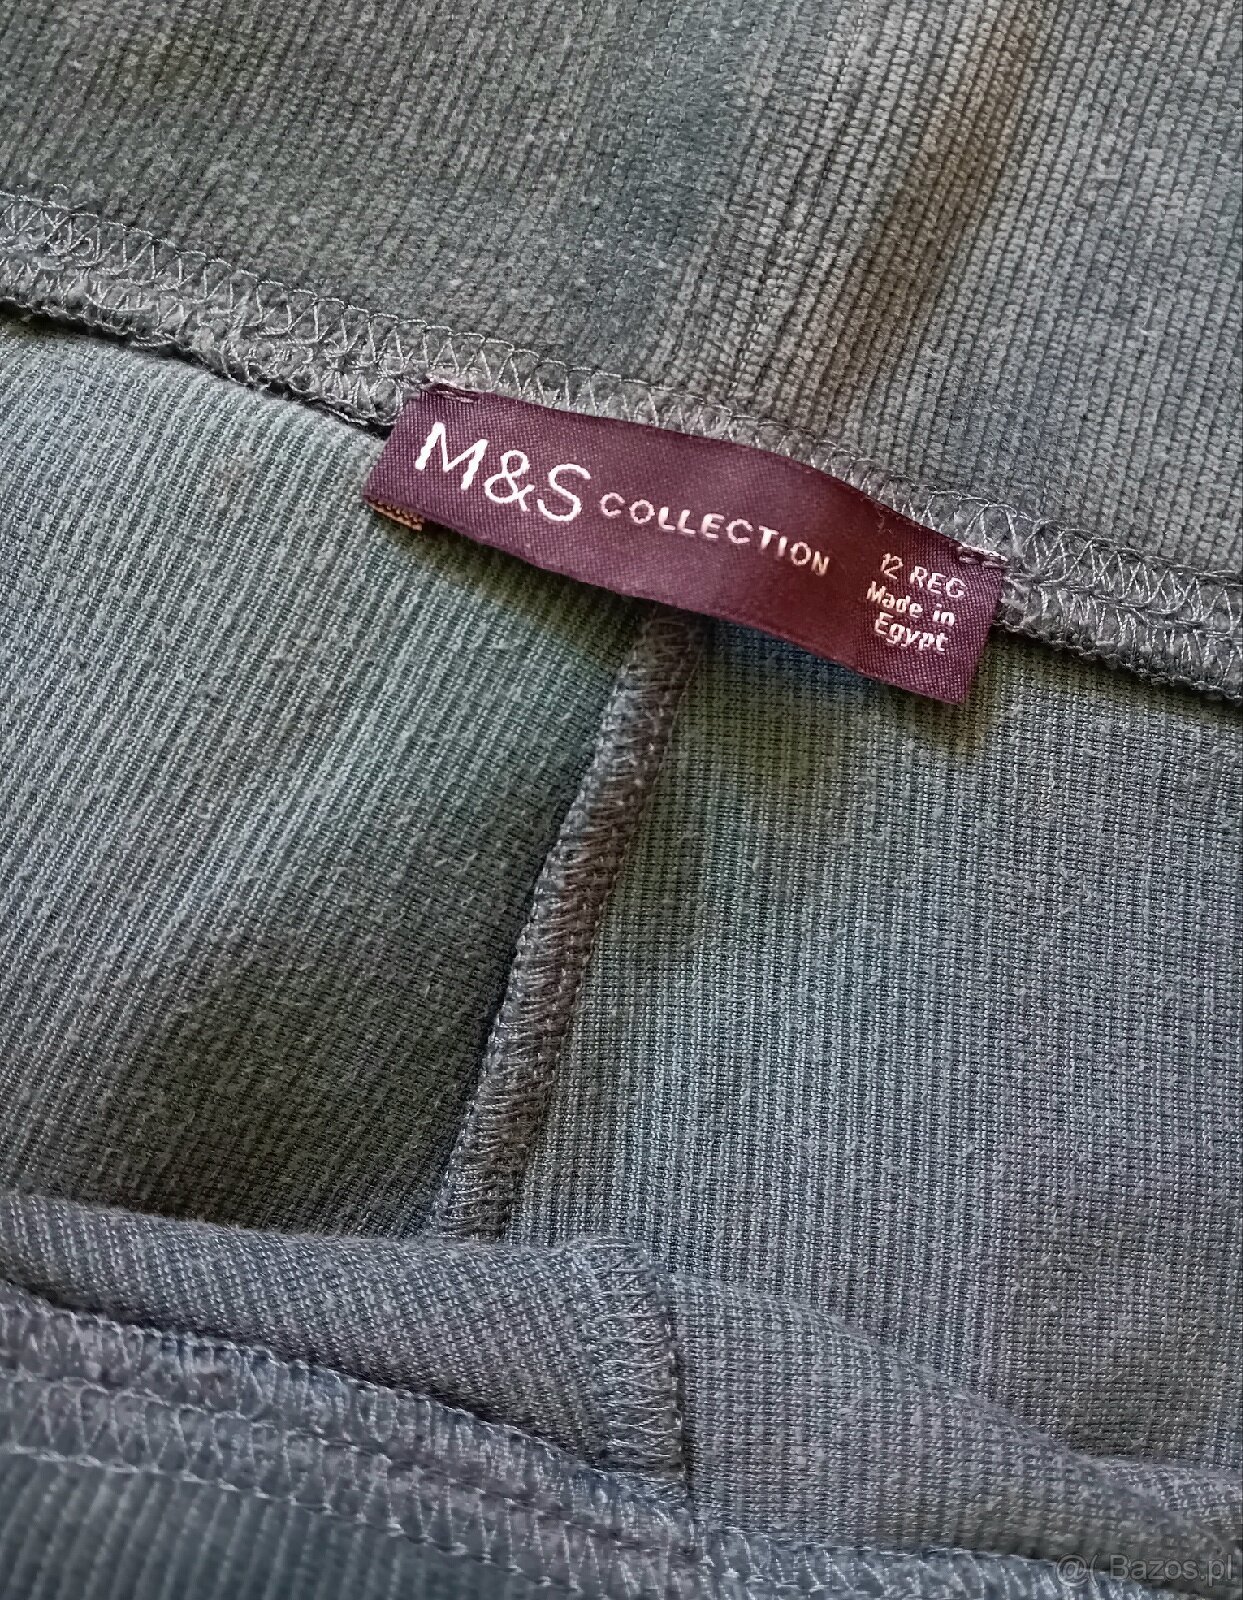 M&S COLLECTION
12 REG
Made in
Egypt
@( Bazos.pl